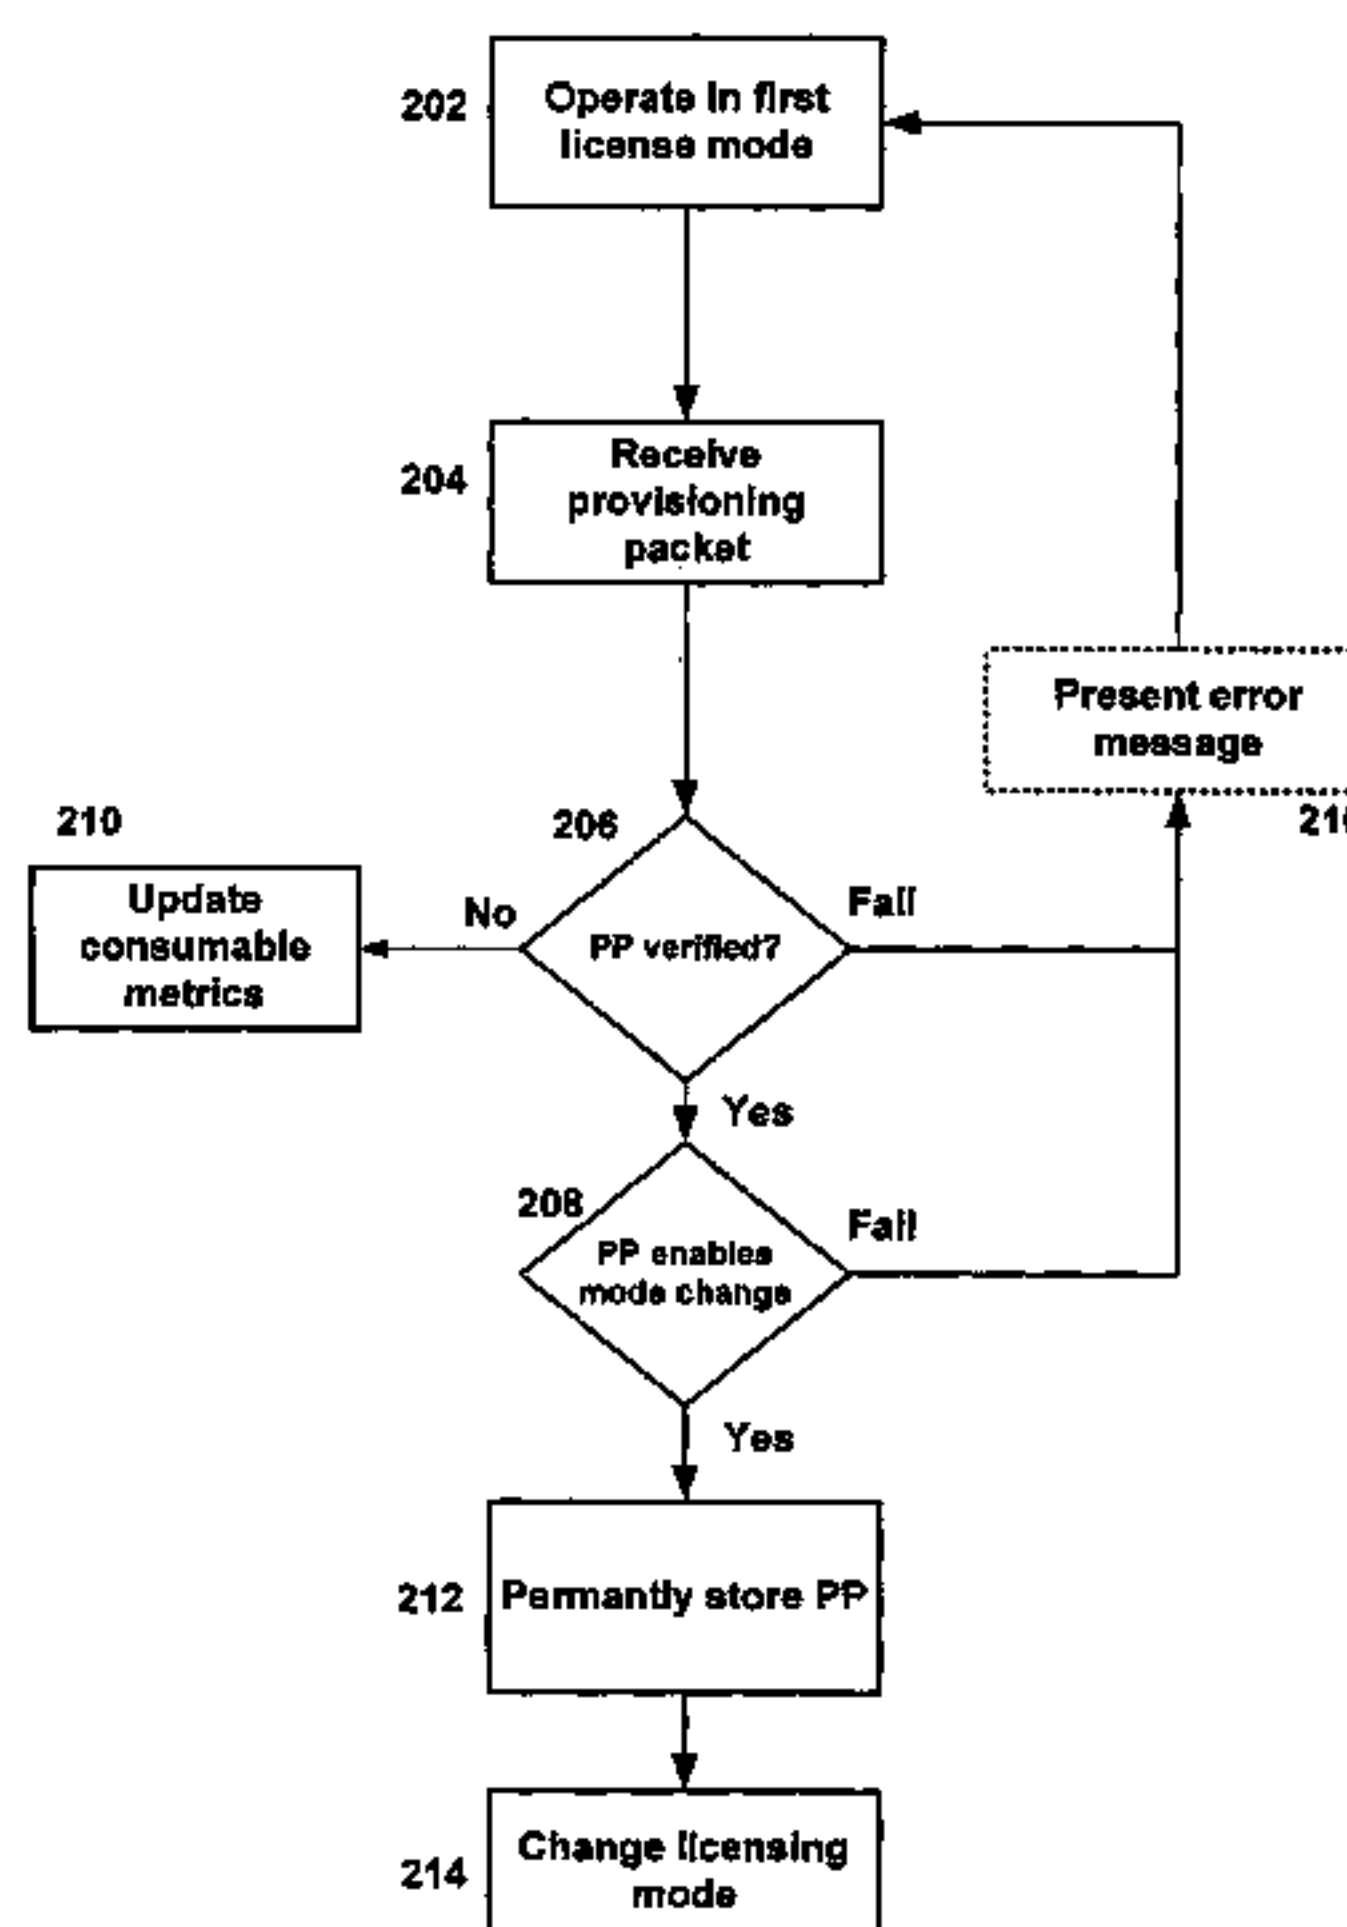 202
Operate in first
license mode
204
Receive
provisioning
packet
Present error
message
210
206
Update
consumable
metrics
No
PP verified?
Fail
Yes
208
PP enables
mode change
Fail
Yes
212
Permantly store PP
214
Change licensing
mode